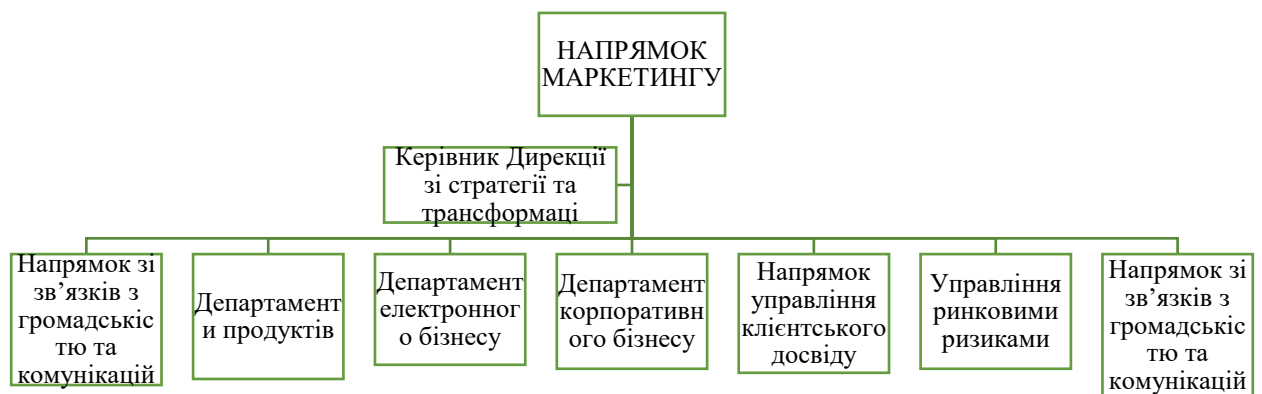 НАПРЯМОК
МАРКЕТИНГУ
Керівник Дирекції
зі стратегії та
трансформаці
Напрямок зі
зв’язків з
громадськіс
тю та
комунікацій
Департамент
и продуктів
Департамент
електронног
о бізнесу
Департамент
корпоративн
ого бізнесу
Напрямок
управління
клієнтського
досвіду
Управління
ринковими
ризиками
Напрямок зі
зв’язків з
громадськіс
тю та
комунікацій